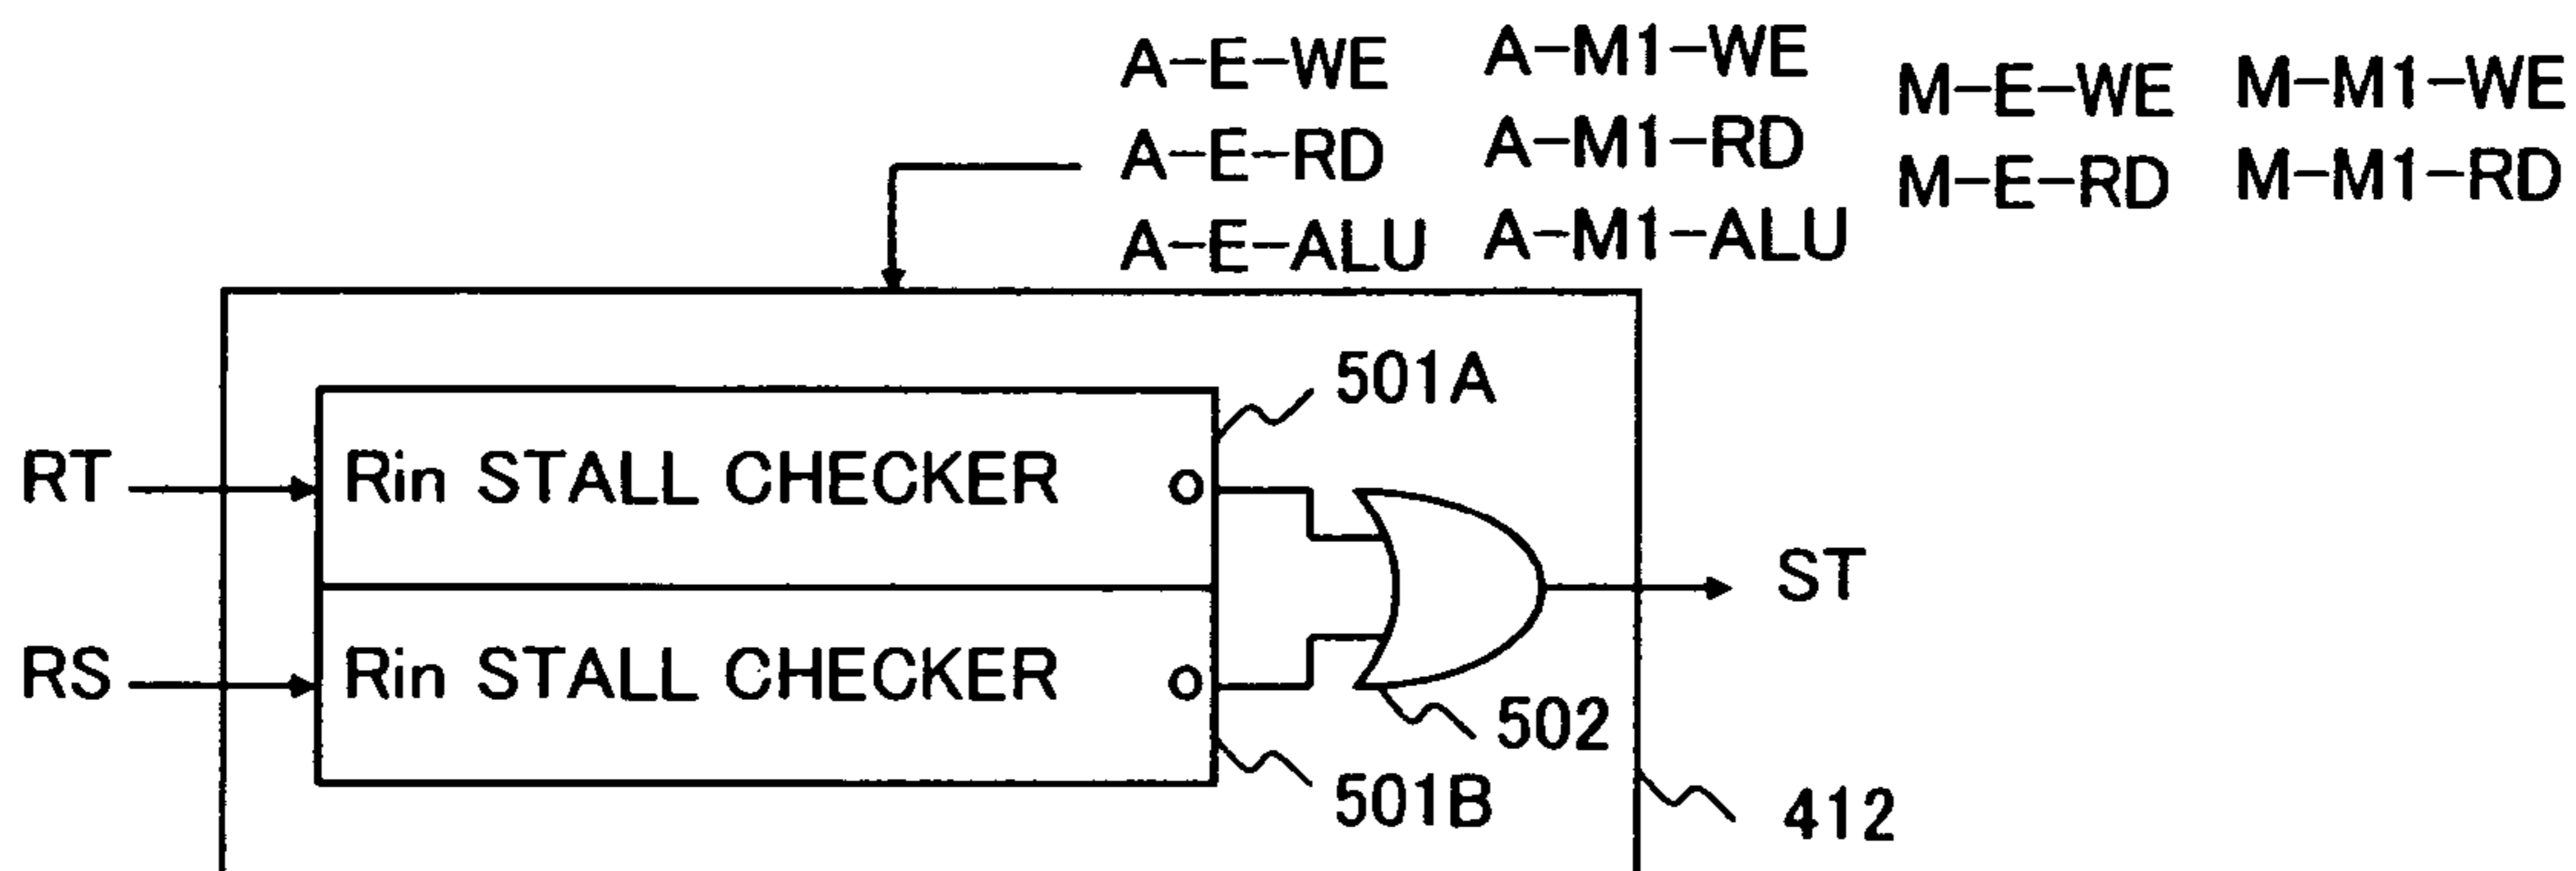 A-E-WE A-M1-WE M-E-WE M-M1-WE
A-E-RD A-M1-RD M-E-RD M-M1-RD
A-E-ALU A-M1-ALU
501A
RT Rin STALL CHECKER O
ST
RS Rin STALL CHECKER O
502
501B
412